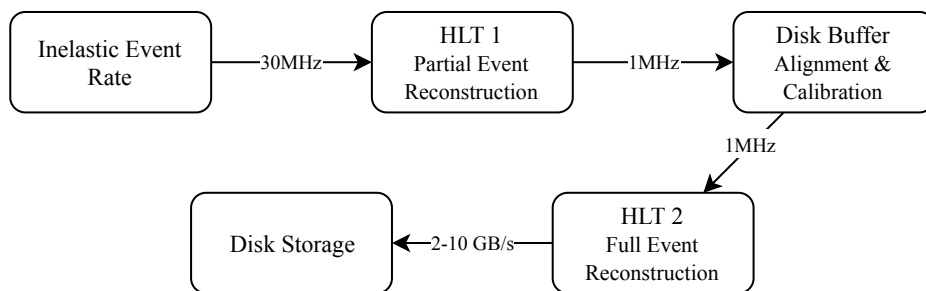 Inelastic Event
Rate
30MHz
HLT 1
Partial Event
Reconstruction
1MHz
Disk Buffer
Alignment &
Calibration
1MHz
HLT 2
Full Event
Reconstruction
2-10 GB/s
Disk Storage